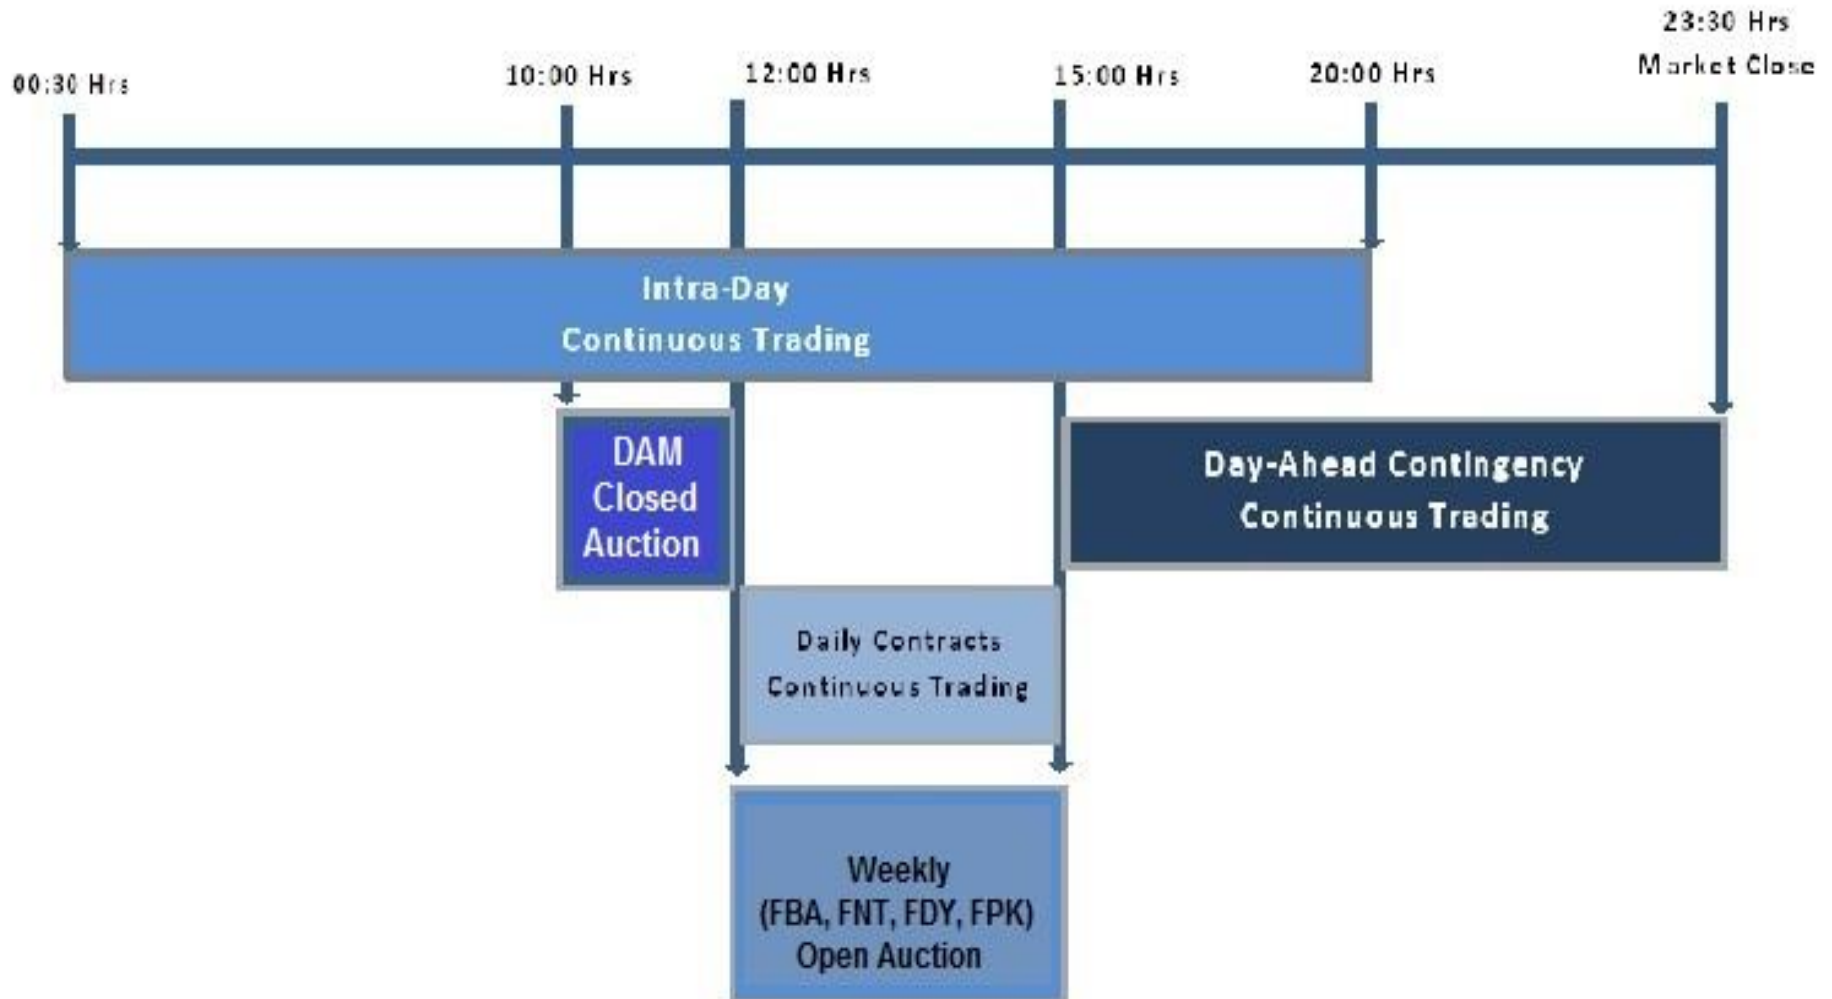 23:30 Hrs
Market Close
00:30 Hrs
10:00 Hrs
12:00 Hrs
15:00 Hrs
20:00 Hrs
Intra-Day
Continuous Trading
DAM
Closed
Auction
Day-Ahead Contingency
Continuous Trading
Daily Contracts
Continuous Trading
Weekly
(FBA, FNT, FDY, FPK)
Open Auction